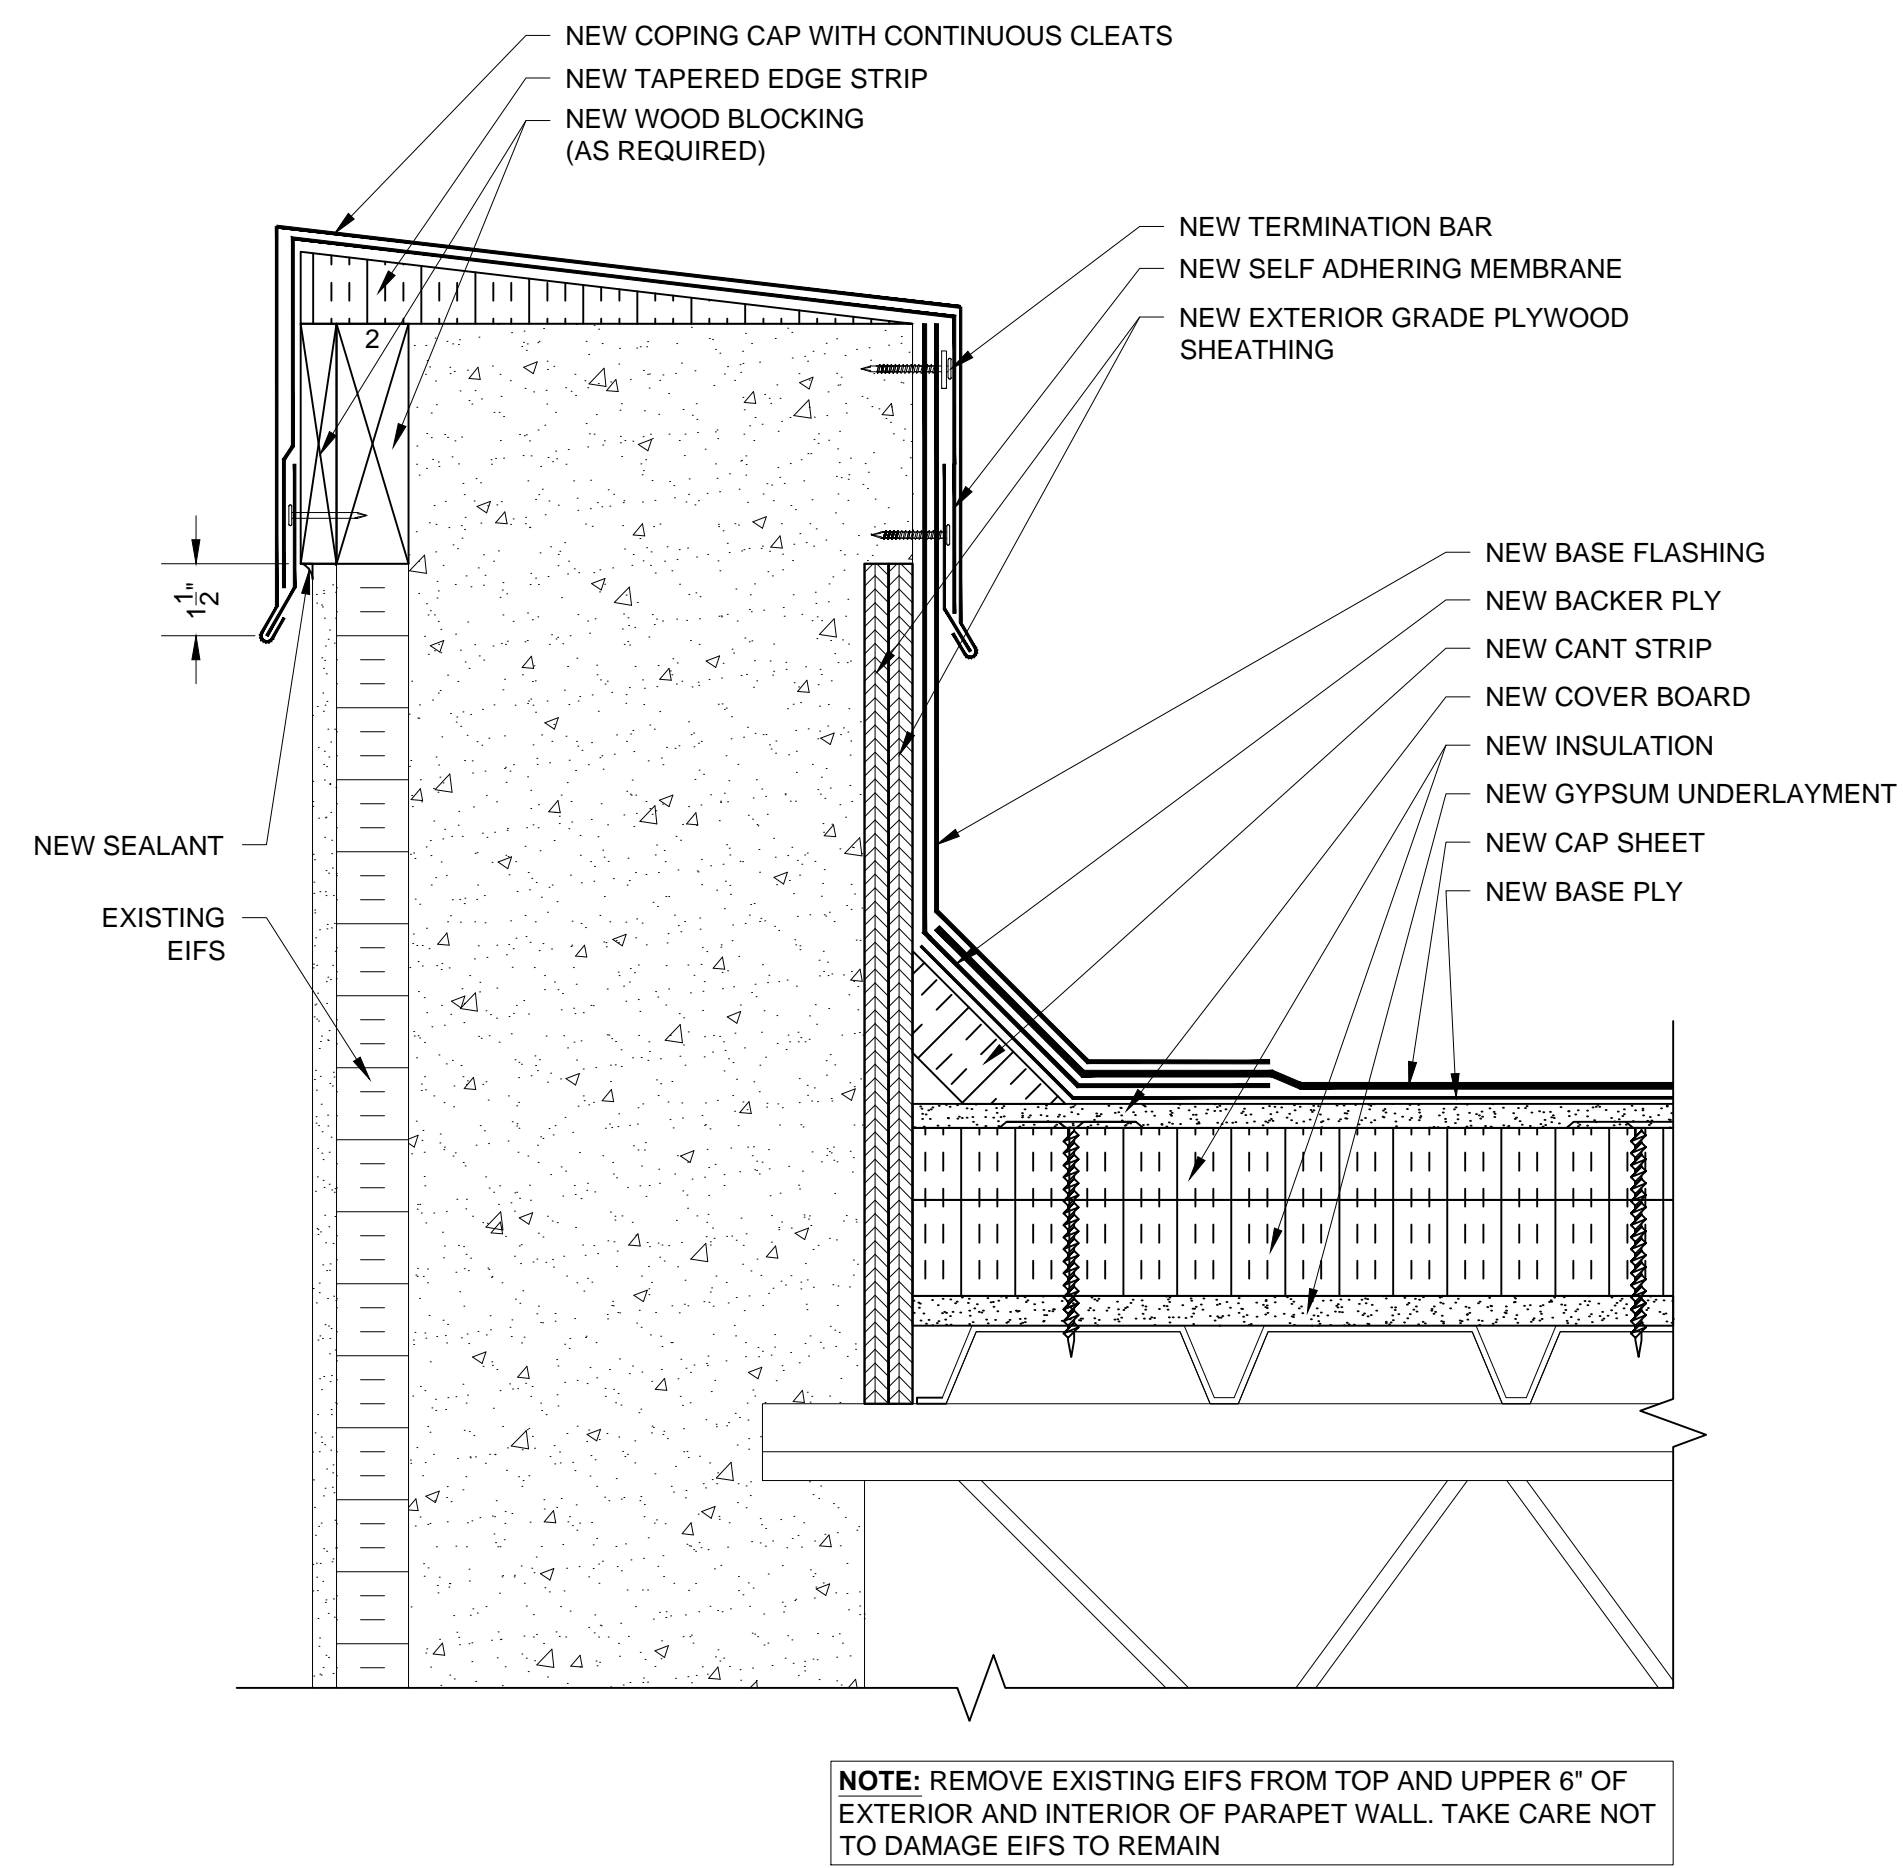 NEW COPING CAP WITH CONTINUOUS CLEATS
NEW TAPERED EDGE STRIP
NEW WOOD BLOCKING
(AS REQUIRED)
NEW TERMINATION BAR
NEW SELF ADHERING MEMBRANE
NEW EXTERIOR GRADE PLYWOOD
SHEATHING
2
1 1/2"
NEW BASE FLASHING
NEW BACKER PLY
NEW CANT STRIP
NEW COVER BOARD
NEW INSULATION
NEW GYPSUM UNDERLAYMENT
NEW CAP SHEET
NEW BASE PLY
NEW SEALANT
EXISTING
EIFS
NOTE: REMOVE EXISTING EIFS FROM TOP AND UPPER 6" OF
EXTERIOR AND INTERIOR OF PARAPET WALL. TAKE CARE NOT
TO DAMAGE EIFS TO REMAIN